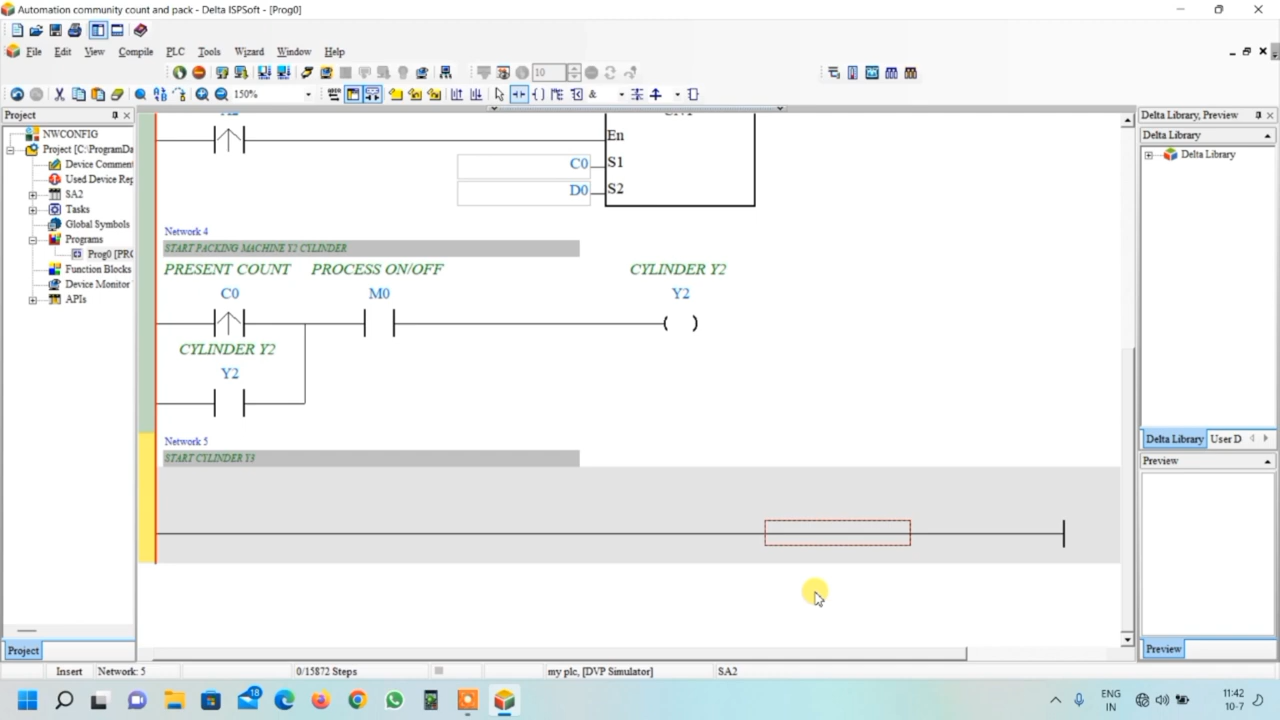 Automation community count and pack - Delta ISPSoft - [Prog0]
File Edit View Compile PLC Tools Wizard Window Help
10
150%
Project
NWCONFIG
Project [C:\ProgramDa
Device Commen
Used Device Rep
SA2
Tasks
Global Symbols
Programs
Prog0 [PRO
Function Blocks
Device Monitor
APIs
Project
En
C0 S1
D0 S2
Network 4
START PACKING MACHINE Y2 CYLINDER
PRESENT COUNT PROCESS ON/OFF CYLINDER Y2
C0 M0 Y2
CYLINDER Y2
Y2
Network 5
START CYLINDER Y3
Delta Library, Preview
Delta Library
Delta Library
Delta Library User D
Preview
Preview
Insert Network: 5 0/15872 Steps my plc, [DVP Simulator] SA2
18
ENG
IN
11:42
10-7